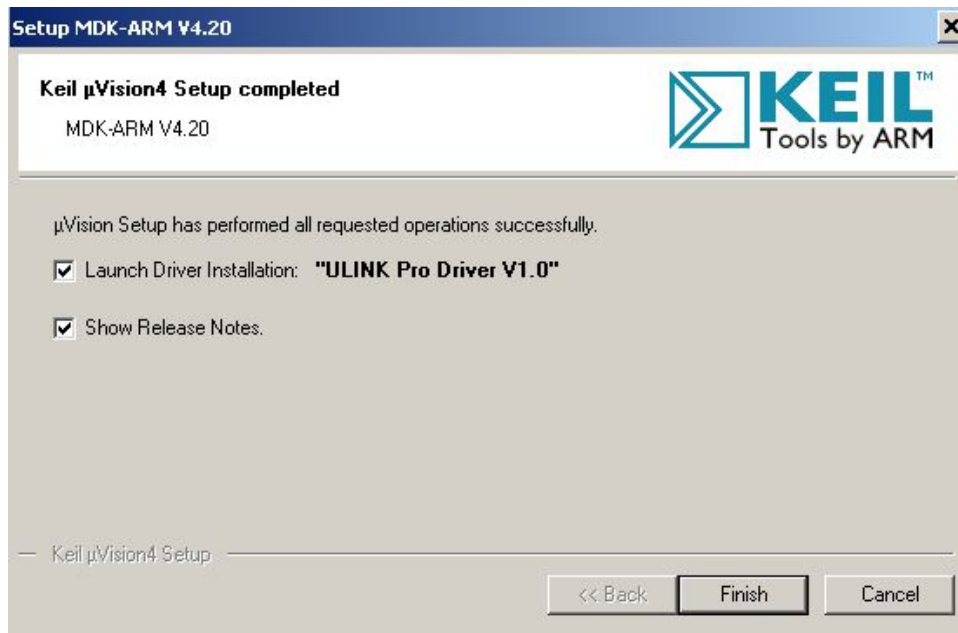 Setup MDK-ARM V4.20
Keil µVision4 Setup completed
MDK-ARM V4.20
KEIL™
Tools by ARM
µVision Setup has performed all requested operations successfully.
Launch Driver Installation: "ULINK Pro Driver V1.0"
Show Release Notes.
Keil µVision4 Setup
<< Back Finish Cancel